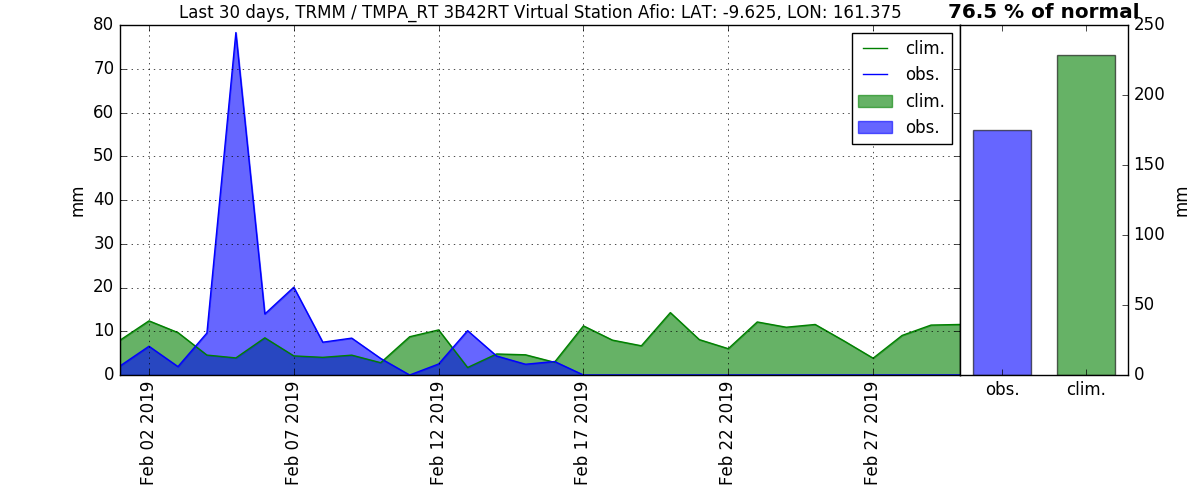 Last 30 days, TRMM / TMPA_RT 3B42RT Virtual Station Afio: LAT: -9.625, LON: 161.375
76.5 % of normal
80
70
60
50
40
30
20
10
0
mm
clim.
obs.
clim.
obs.
Feb 02 2019
Feb 07 2019
Feb 12 2019
Feb 17 2019
Feb 22 2019
Feb 27 2019
250
200
150
100
50
0
mm
obs.
clim.